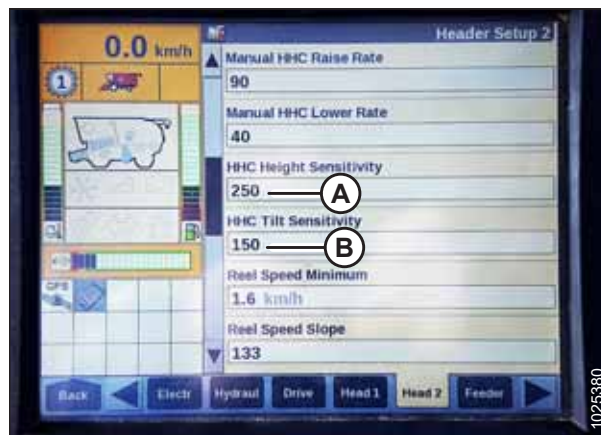 0.0 km/h
Header Setup 2
1
Manual HHC Raise Rate
90
Manual HHC Lower Rate
40
HHC Height Sensitivity
250
A
HHC Tilt Sensitivity
150
B
Reel Speed Minimum
1.6 km/h
Reel Speed Slope
133
GPS
Back
Electr
Hydraul
Drive
Head 1
Head 2
Feeder
1025380